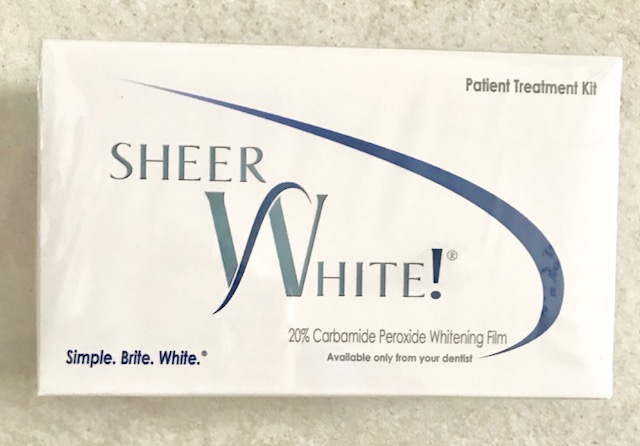 Patient Treatment Kit
SHEER
WHITE!®
20% Carbamide Peroxide Whitening Film
Available only from your dentist
Simple. Brite. White.®